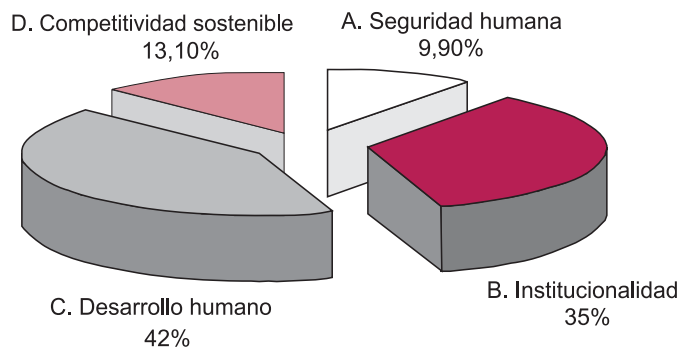 D. Competitividad sostenible
13,10%
A. Seguridad humana
9,90%
B. Institucionalidad
35%
C. Desarrollo humano
42%